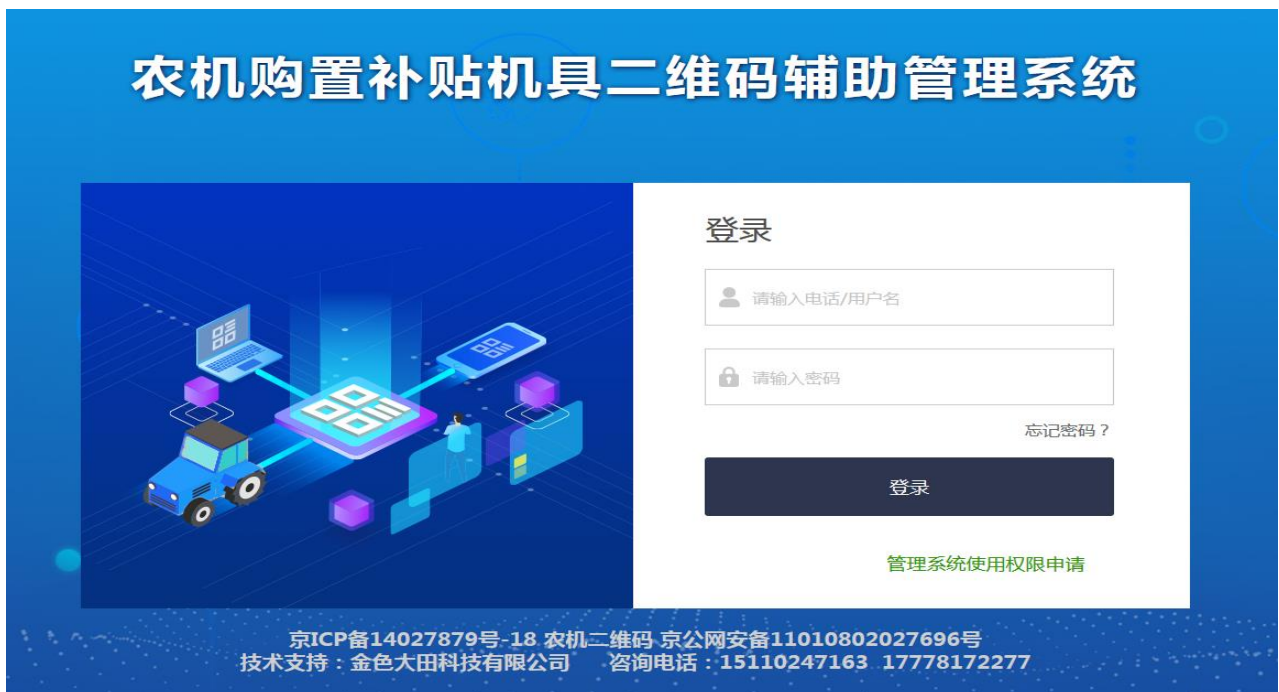 农机购置补贴机具二维码辅助管理系统
登录
请输入电话/用户名
请输入密码
忘记密码？
登录
管理系统使用权限申请
京ICP备14027879号-18 农机二维码 京公网安备11010802027696号
技术支持：金色大田科技有限公司 咨询电话：15110247163 17778172277